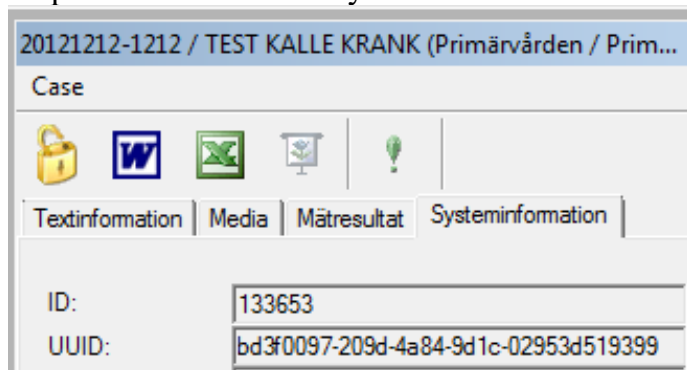 20121212-1212 / TEST KALLE KRANK (Primärvården / Prim...
Case
Textinformation Media Mätresultat Systeminformation
ID: 133653
UUID: bd3f0097-209d-4a84-9d1c-02953d519399